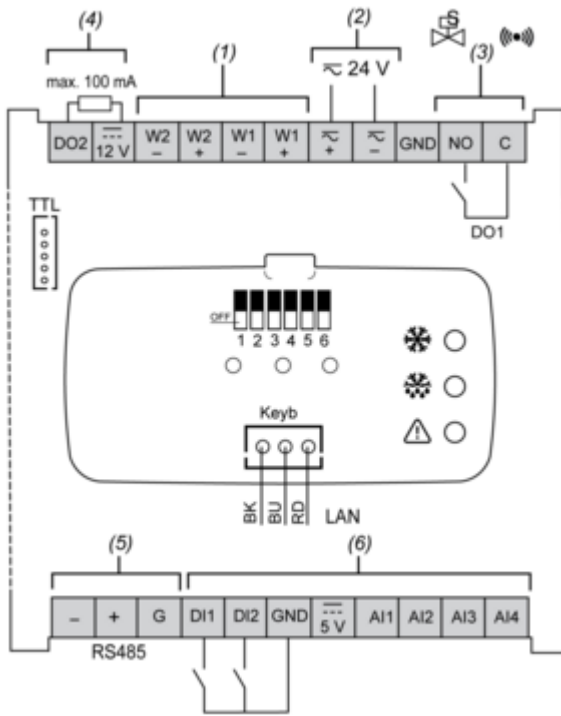 (4) (1) (2) S (3)
max. 100 mA 24 V
DO2 12 V W2 – W2 + W1 – W1 + + – GND NO C
DO1
TTL
OFF
1 2 3 4 5 6
Keyb
BK BU RD LAN
(5) (6)
– + G DI1 DI2 GND 5 V AI1 AI2 AI3 AI4
RS485